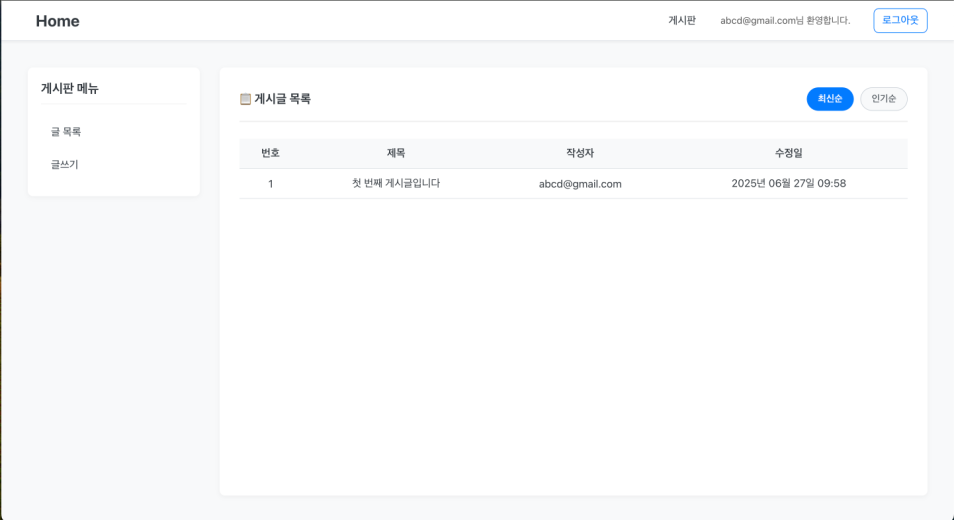 Home 게시판 abcd@gmail.com님 환영합니다. 로그아웃
게시판 메뉴
글 목록
글쓰기
📋 게시글 목록 최신순 인기순
번호 제목 작성자 수정일
1 첫 번째 게시글입니다 abcd@gmail.com 2025년 06월 27일 09:58